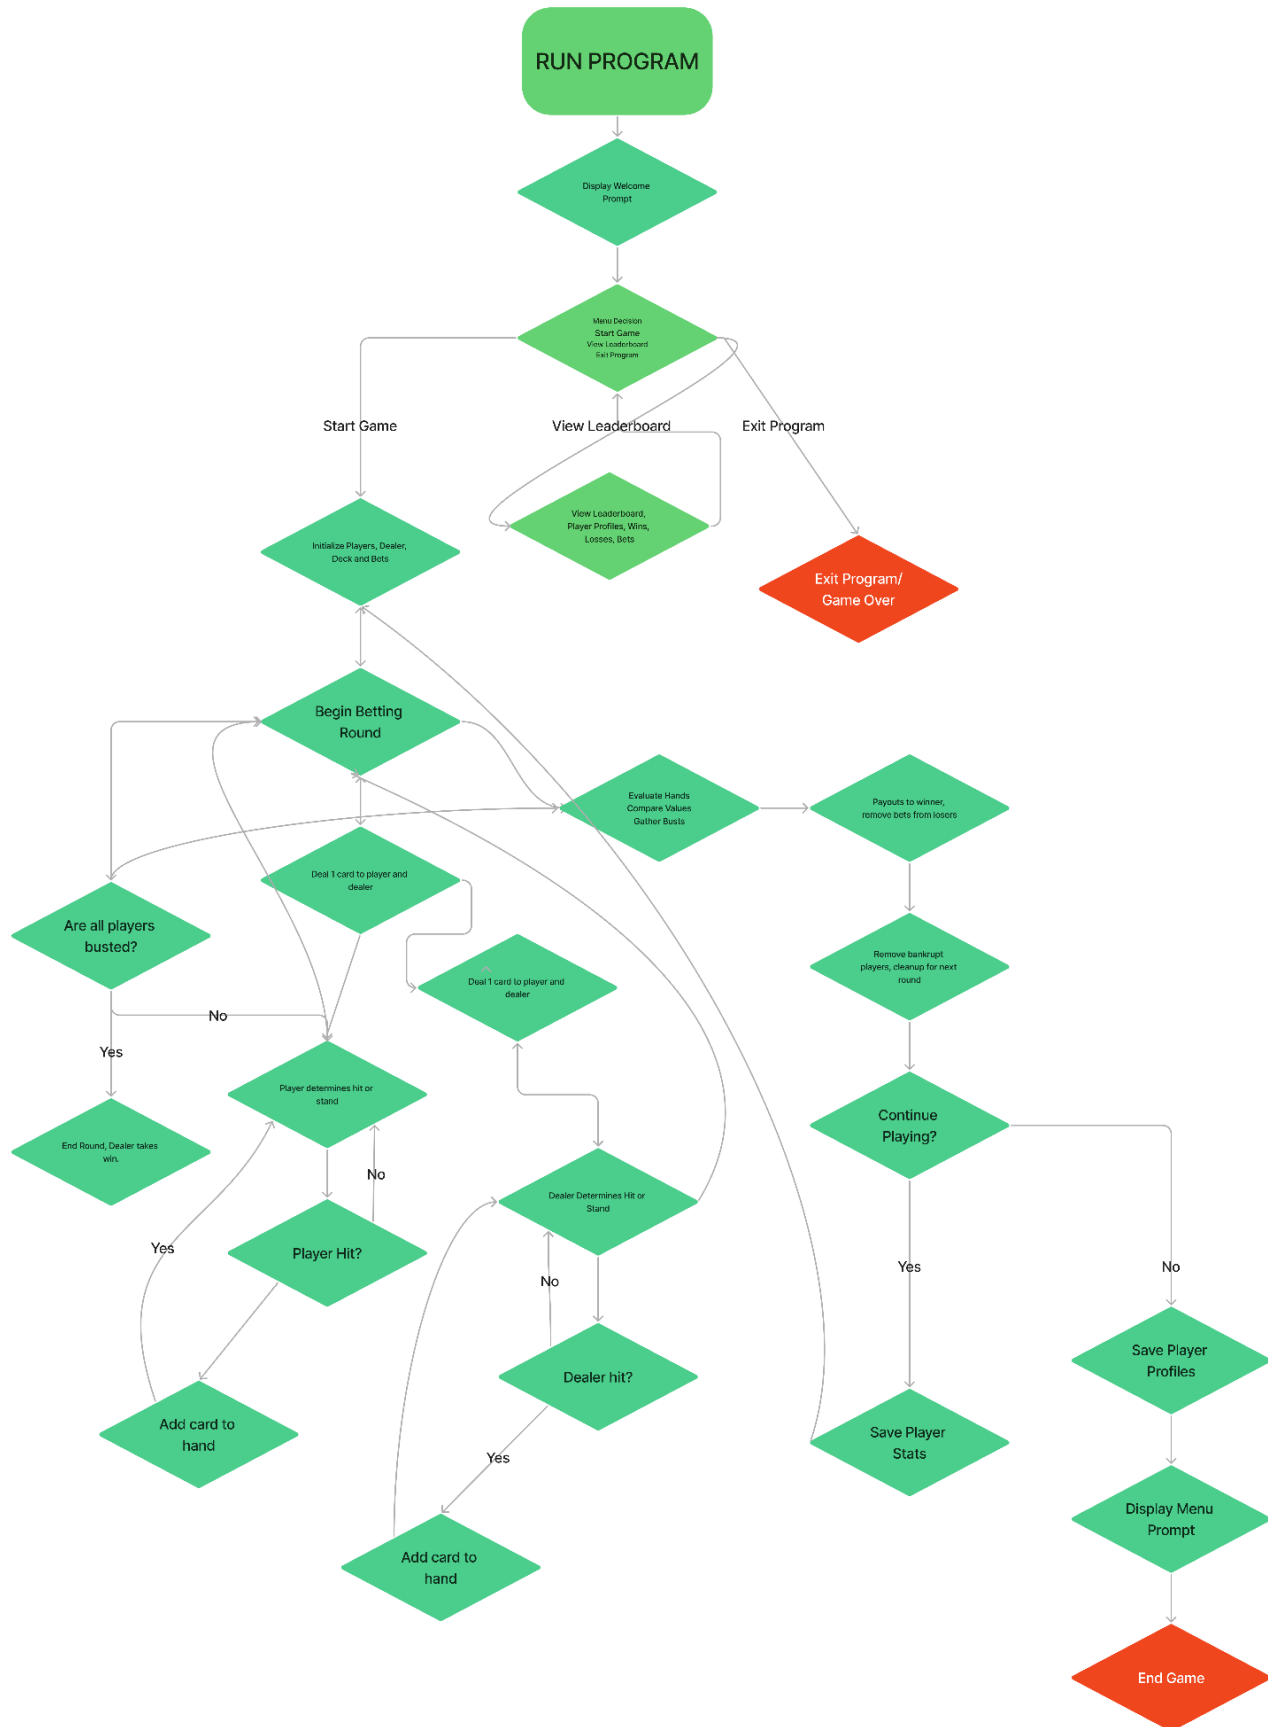 RUN PROGRAM
Display Welcome
Prompt
Menu Decision
Start Game
View Leaderboard
Exit Program
Start Game
View Leaderboard
Exit Program
View Leaderboard,
Player Profiles, Wins,
Losses, Bets
Initialize Players, Dealer,
Deck and Bets
Exit Program/
Game Over
Begin Betting
Round
Evaluate Hands
Compare Values
Gather Busts
Payouts to winner,
remove bets from losers
Deal 1 card to player and
dealer
Are all players
busted?
Remove bankrupt
players, cleanup for next
round
Deal 1 card to player and
dealer
No
Yes
Player determines hit or
stand
Continue
Playing?
End Round, Dealer takes
win.
No
Dealer Determines Hit or
Stand
Yes
Player Hit?
Yes
No
No
Save Player
Profiles
Dealer hit?
Add card to
hand
Save Player
Stats
Yes
Display Menu
Prompt
Add card to
hand
End Game